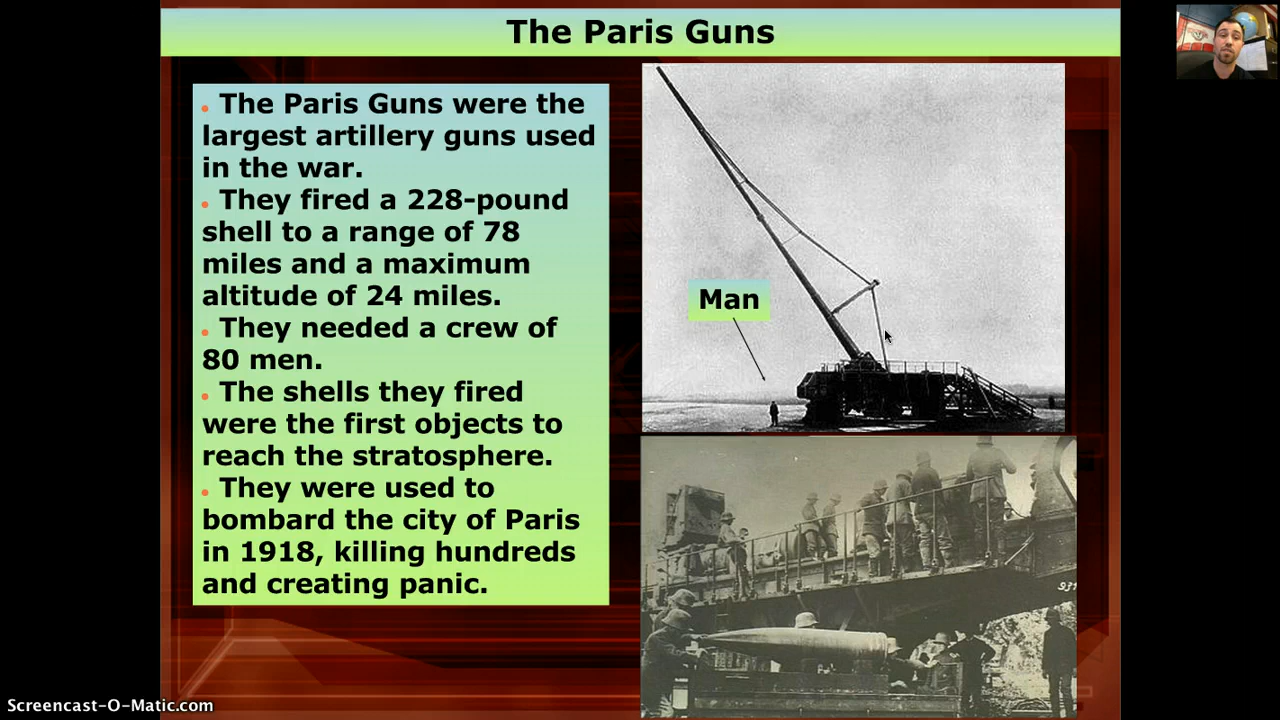 The Paris Guns
• The Paris Guns were the
largest artillery guns used
in the war.
• They fired a 228-pound
shell to a range of 78
miles and a maximum
altitude of 24 miles.
• They needed a crew of
80 men.
• The shells they fired
were the first objects to
reach the stratosphere.
• They were used to
bombard the city of Paris
in 1918, killing hundreds
and creating panic.
Man
Screencast-O-Matic.com